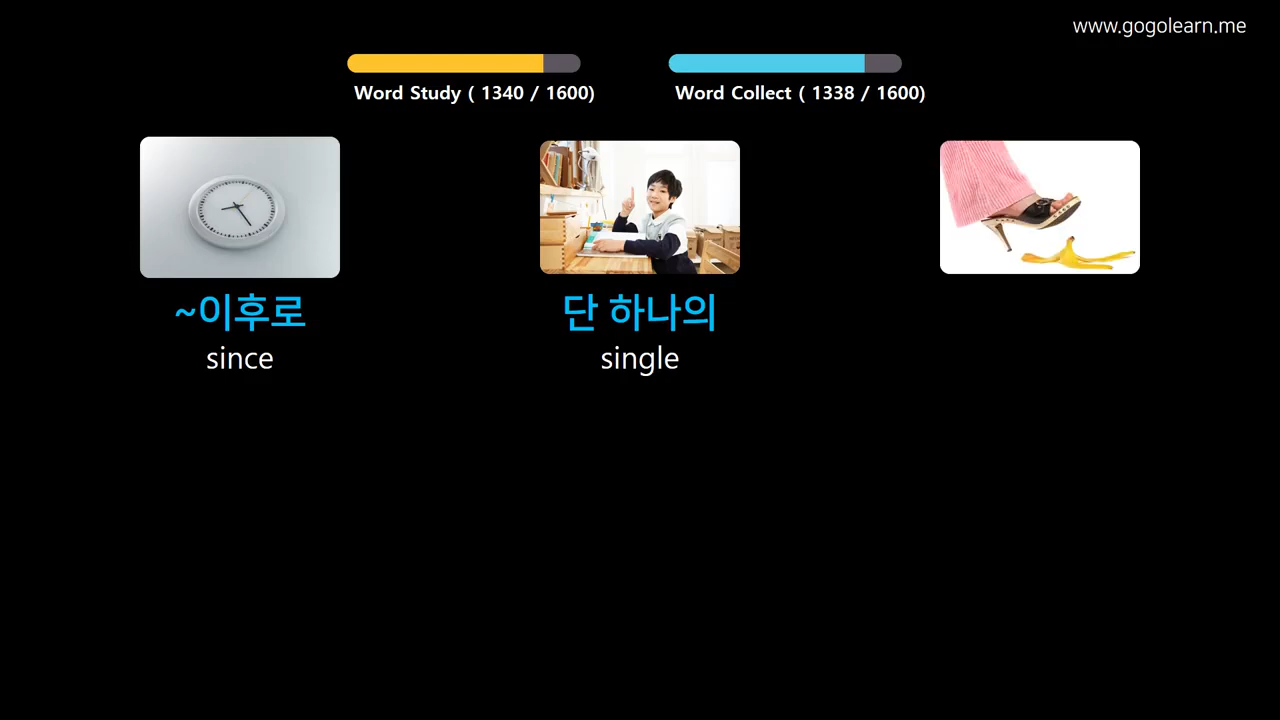 www.gogolearn.me
Word Study ( 1340 / 1600)
Word Collect ( 1338 / 1600)
~이후로
since
단 하나의
single